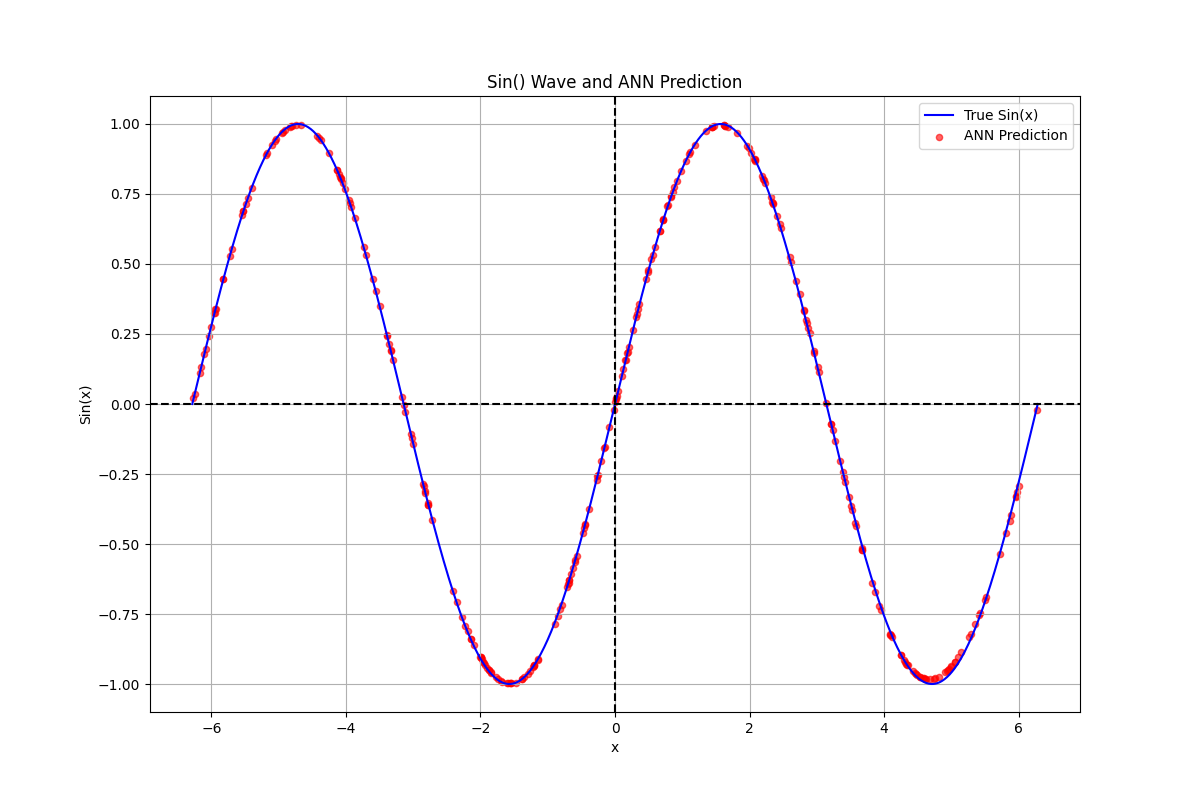 Sin() Wave and ANN Prediction
True Sin(x)
ANN Prediction
1.00
0.75
0.50
0.25
0.00
−0.25
−0.50
−0.75
−1.00
Sin(x)
−6 −4 −2 0 2 4 6
x